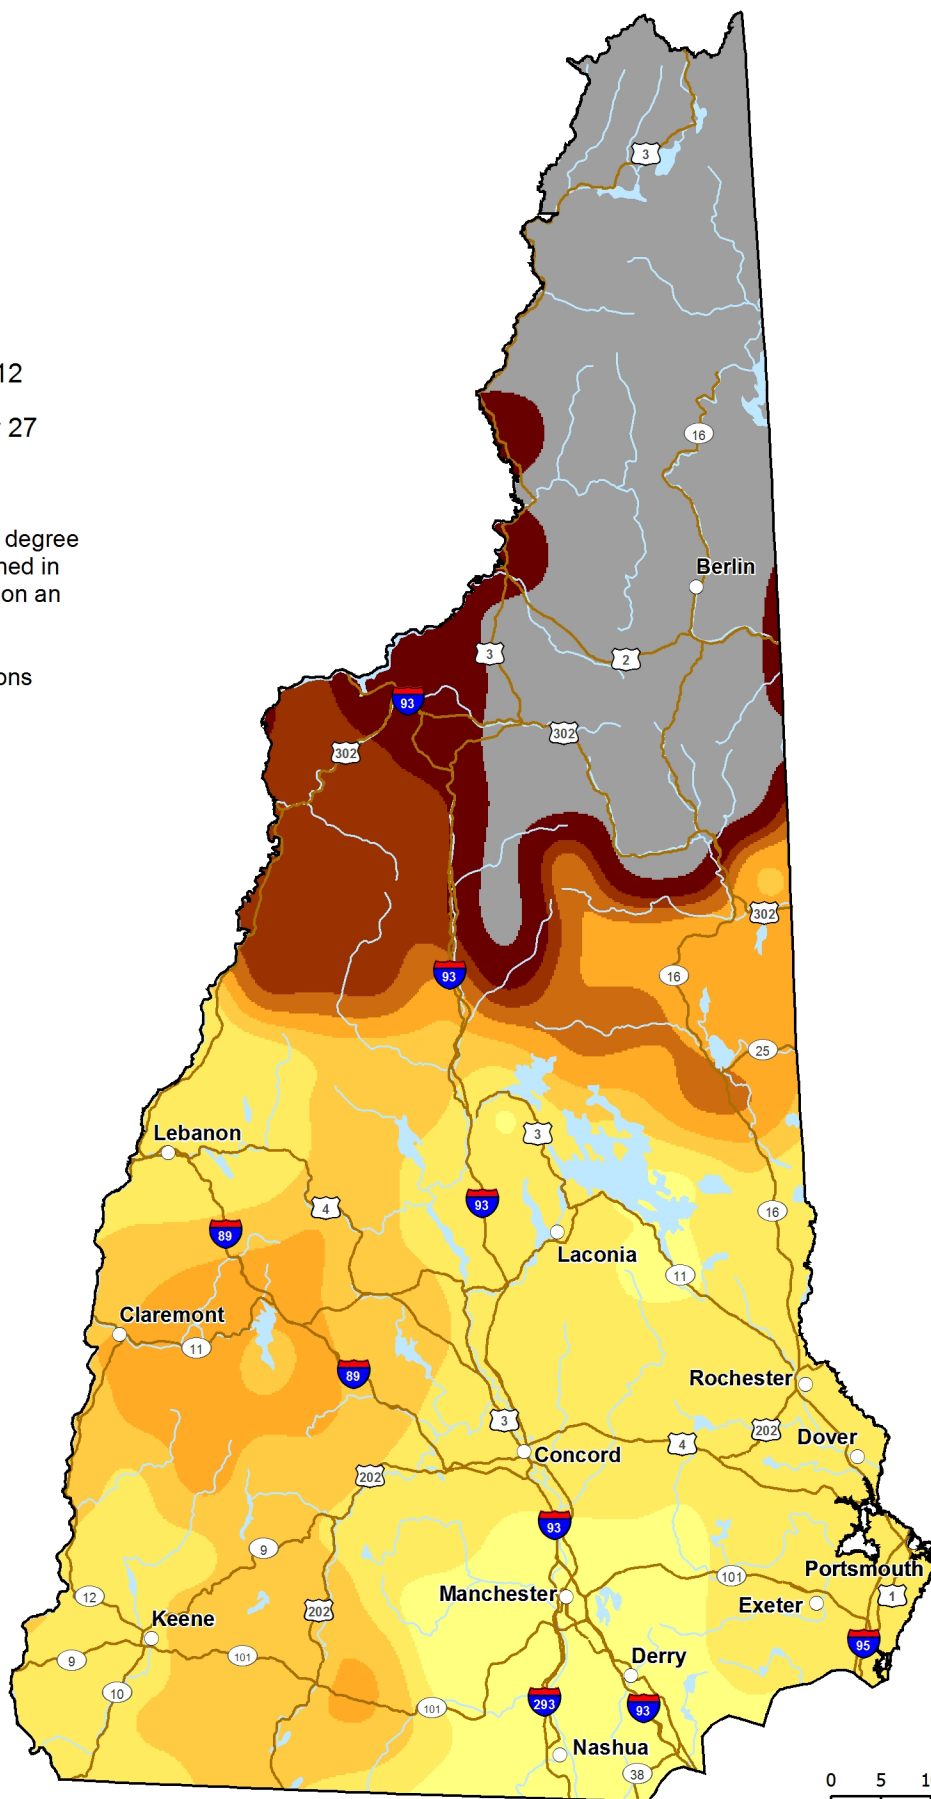 3
12
27
16
degree
ned in
on an
Berlin
3
2
ons
93
302
302
302
93
16
25
3
Lebanon
4
93
16
89
Laconia
11
Claremont
11
89
Rochester
3
202
4
Dover
Concord
202
93
9
Portsmouth
101
12
Manchester
1
202
Exeter
Keene
95
101
9
Derry
10
293
93
101
Nashua
38
0 5 10